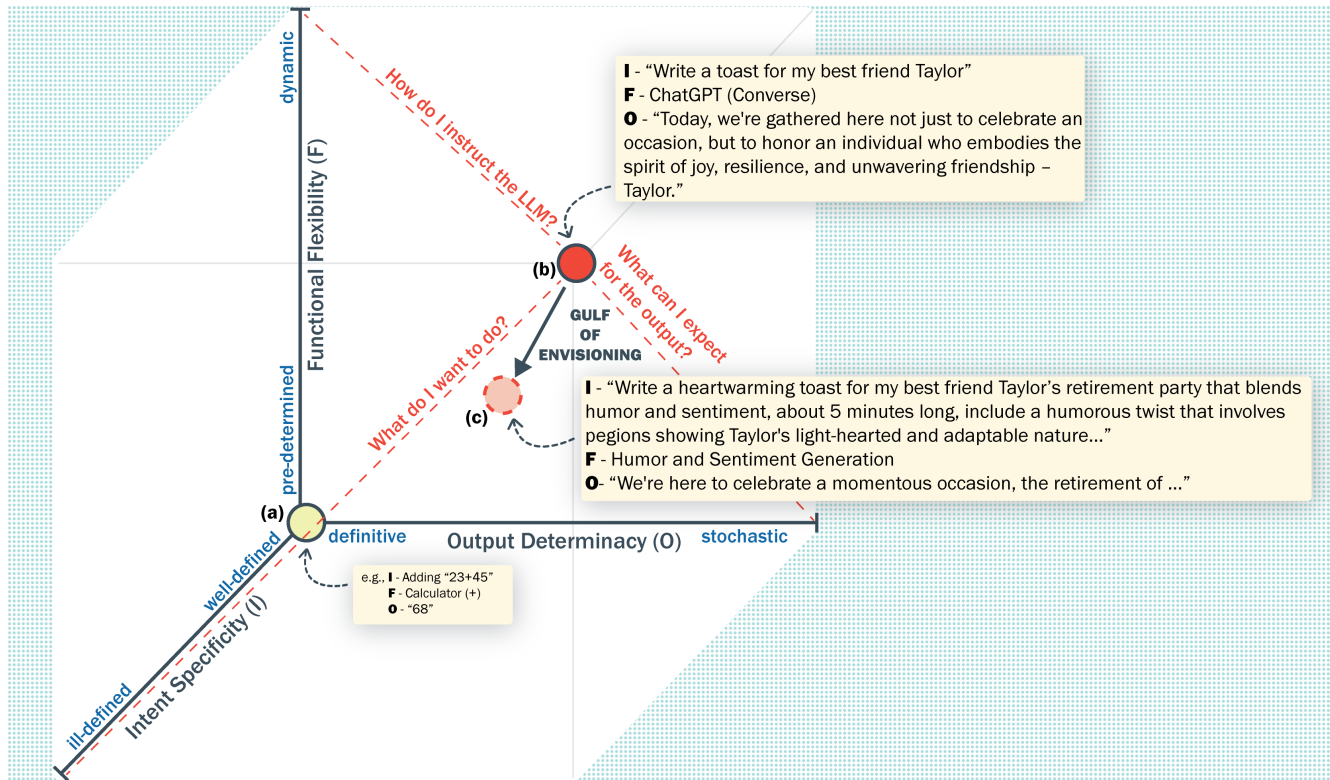 dynamic
Functional Flexibility (F)
pre-determined
How do I instruct the LLM?
I - “Write a toast for my best friend Taylor”
F - ChatGPT (Converse)
O - “Today, we're gathered here not just to celebrate an
occasion, but to honor an individual who embodies the
spirit of joy, resilience, and unwavering friendship –
Taylor.”
(b)
What can I expect
for the output?
What do I want to do?
GULF
OF
ENVISIONING
(c)
I - “Write a heartwarming toast for my best friend Taylor’s retirement party that blends
humor and sentiment, about 5 minutes long, include a humorous twist that involves
pegions showing Taylor's light-hearted and adaptable nature...”
F - Humor and Sentiment Generation
O- “We're here to celebrate a momentous occasion, the retirement of ...”
(a)
definitive
Output Determinacy (O)
stochastic
well-defined
Intent Specificity (I)
ill-defined
e.g., I - Adding “23+45”
F - Calculator (+)
O - “68”